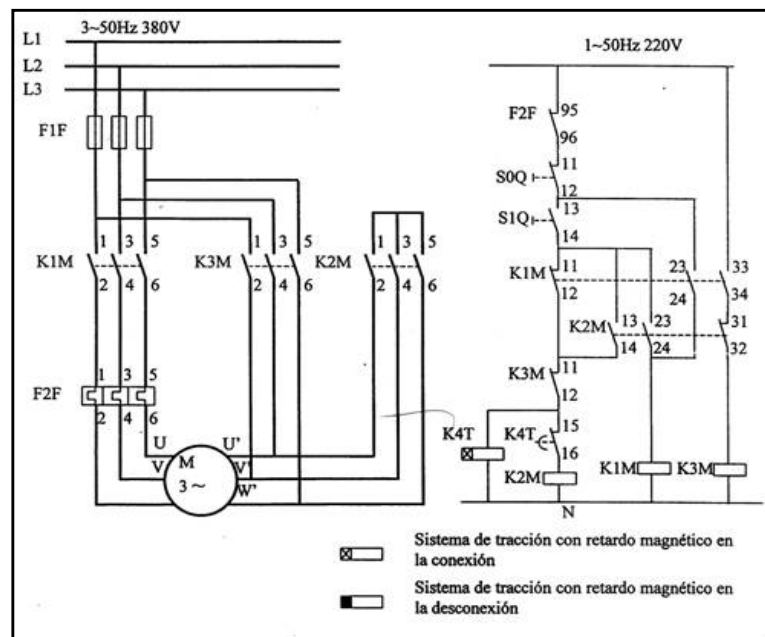 3~50Hz 380V
L1
L2
L3
F1F
1 3 5
K1M
2 4 6
1 3 5
K3M
2 4 6
1 3 5
K2M
2 4 6
1 3 5
F2F
2 4 6
U U'
V M V'
3~ W'
1~50Hz 220V
F2F 95
96
S0Q 11
12
S1Q 13
14
K1M 11 23 33
12 24 34
K2M 13 23 31
14 24 32
K3M 11
12
K4T K4T 15
16
K2M K1M K3M
N
Sistema de tracción con retardo magnético en
la conexión
Sistema de tracción con retardo magnético en
la desconexión